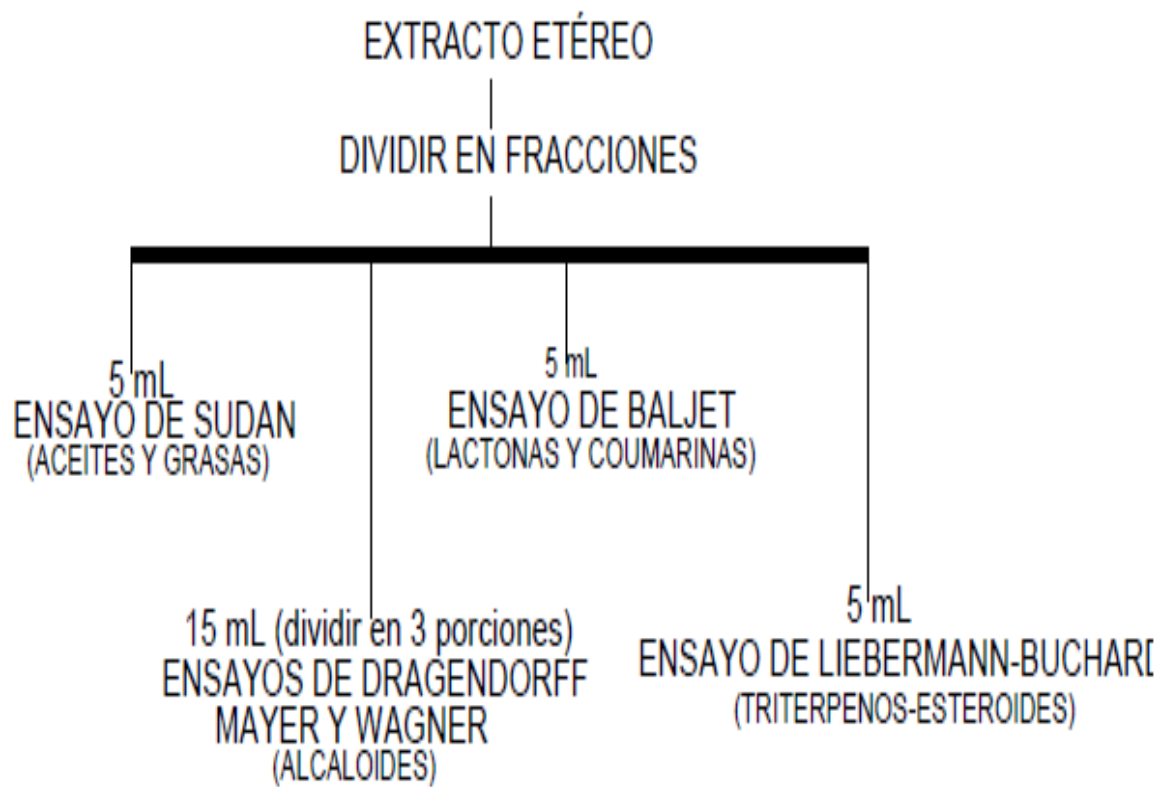 EXTRACTO ETÉREO
DIVIDIR EN FRACCIONES
5 mL
ENSAYO DE SUDAN
(ACEITES Y GRASAS)
5 mL
ENSAYO DE BALJET
(LACTONAS Y COUMARINAS)
15 mL (dividir en 3 porciones)
ENSAYOS DE DRAGENDORFF
MAYER Y WAGNER
(ALCALOIDES)
5 mL
ENSAYO DE LIEBERMANN-BUCHARD
(TRITERPENOS-ESTEROIDES)